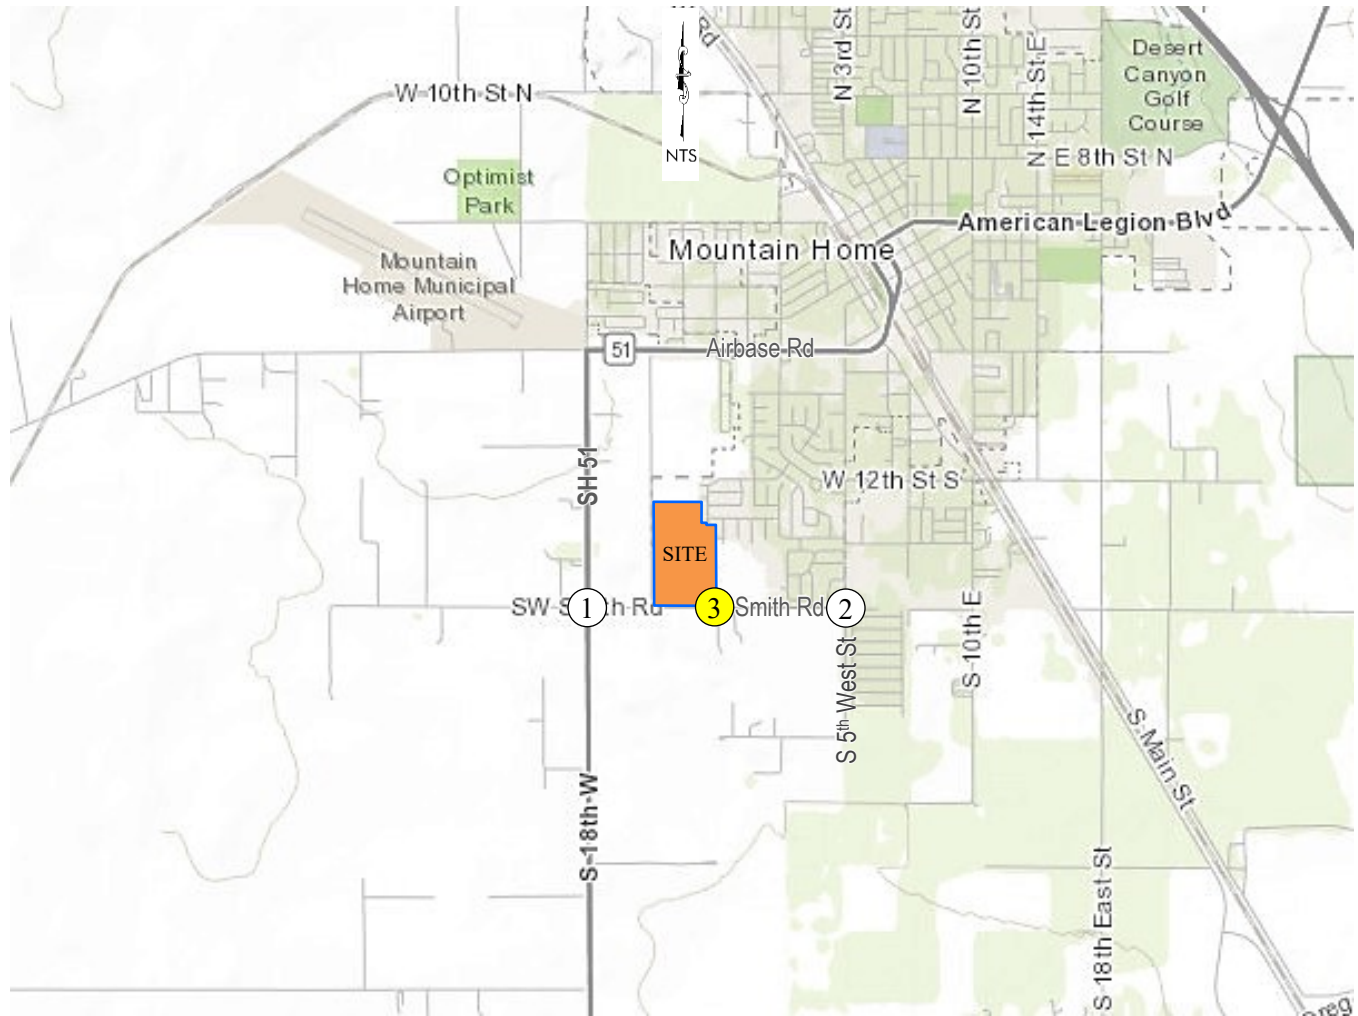 Rd
N 3rd St
N 10th St
N 14th St E
Desert
Canyon
Golf
Course
W 10th St N
NTS
E 8th St N
Optimist
Park
American Legion Blvd
Mountain Home
Mountain
Home Municipal
Airport
51
Airbase Rd
SH 51
W 12th St S
SITE
SW S
1
th Rd
3
Smith Rd
2
S 10th E
S 5th West St
S Main St
S 18th W
S 18th East St
Oreg